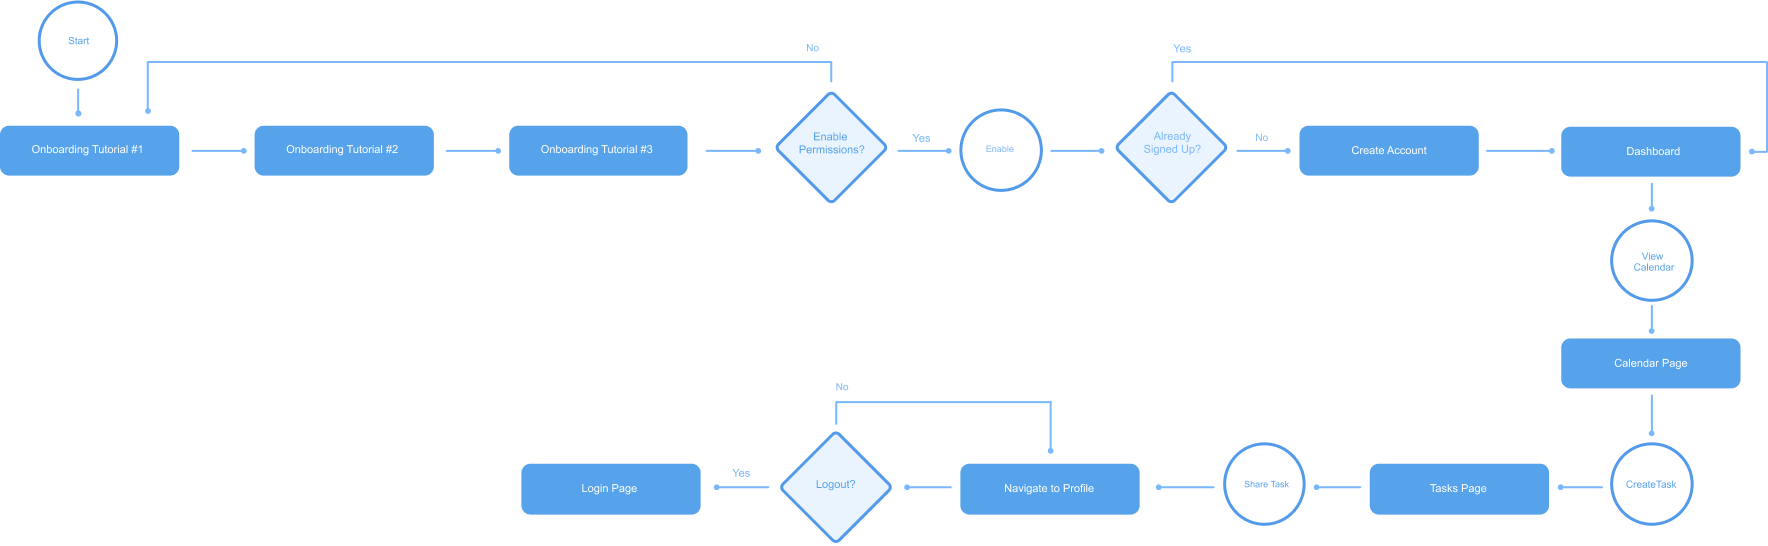 Start
No
Yes
Onboarding Tutorial #1
Onboarding Tutorial #2
Onboarding Tutorial #3
Enable
Permissions?
Yes
Enable
Already
Signed Up?
No
Create Account
Dashboard
View
Calendar
Calendar Page
No
Login Page
Yes
Logout?
Navigate to Profile
Share Task
Tasks Page
CreateTask